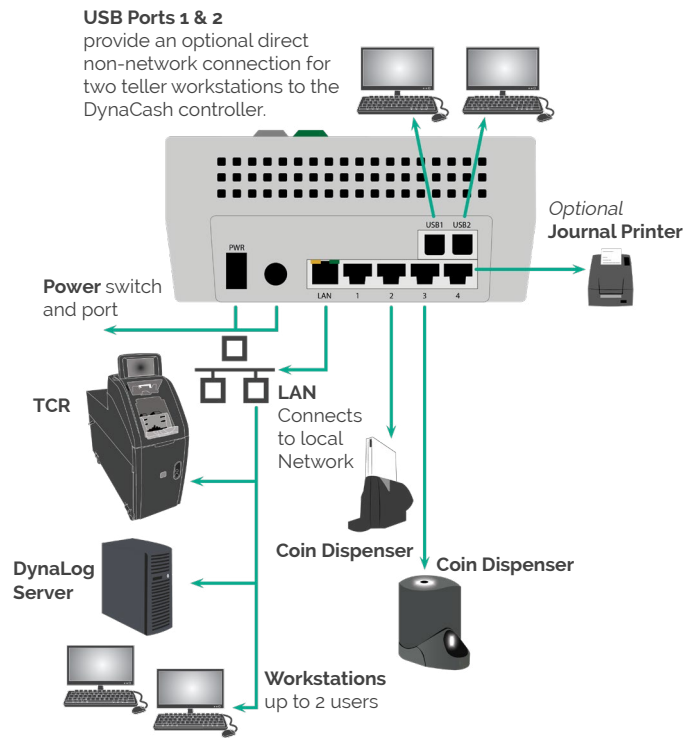 USB Ports 1 & 2
provide an optional direct
non-network connection for
two teller workstations to the
DynaCash controller.
Optional
Journal Printer
USB1 USB2
PWR
LAN 1 2 3 4
Power switch
and port
TCR
LAN
Connects
to local
Network
Coin Dispenser
Coin Dispenser
DynaLog
Server
Workstations
up to 2 users